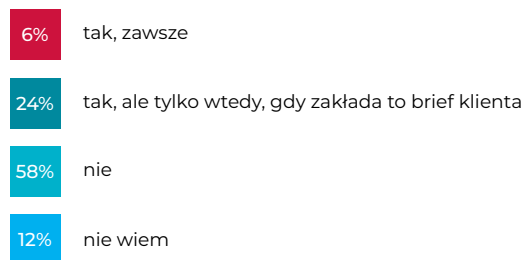 6% tak, zawsze
24% tak, ale tylko wtedy, gdy zakłada to brief klienta
58% nie
12% nie wiem